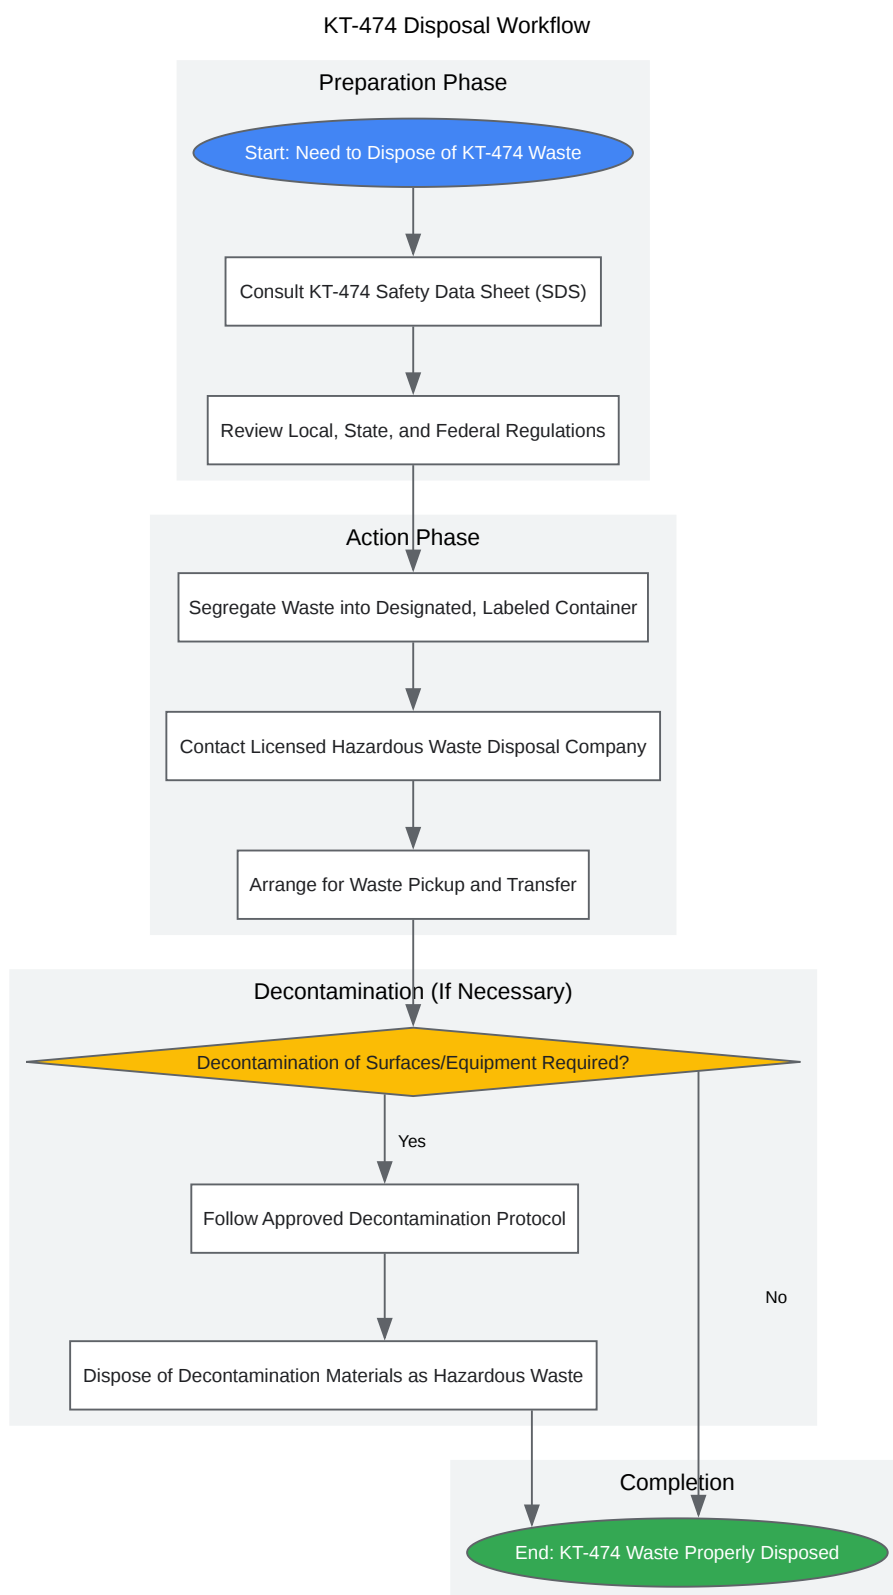 KT-474 Disposal Workflow
Preparation Phase
Start: Need to Dispose of KT-474 Waste
Consult KT-474 Safety Data Sheet (SDS)
Review Local, State, and Federal Regulations
Action Phase
Segregate Waste into Designated, Labeled Container
Contact Licensed Hazardous Waste Disposal Company
Arrange for Waste Pickup and Transfer
Decontamination (If Necessary)
Decontamination of Surfaces/Equipment Required?
Yes
Follow Approved Decontamination Protocol
No
Dispose of Decontamination Materials as Hazardous Waste
Completion
End: KT-474 Waste Properly Disposed